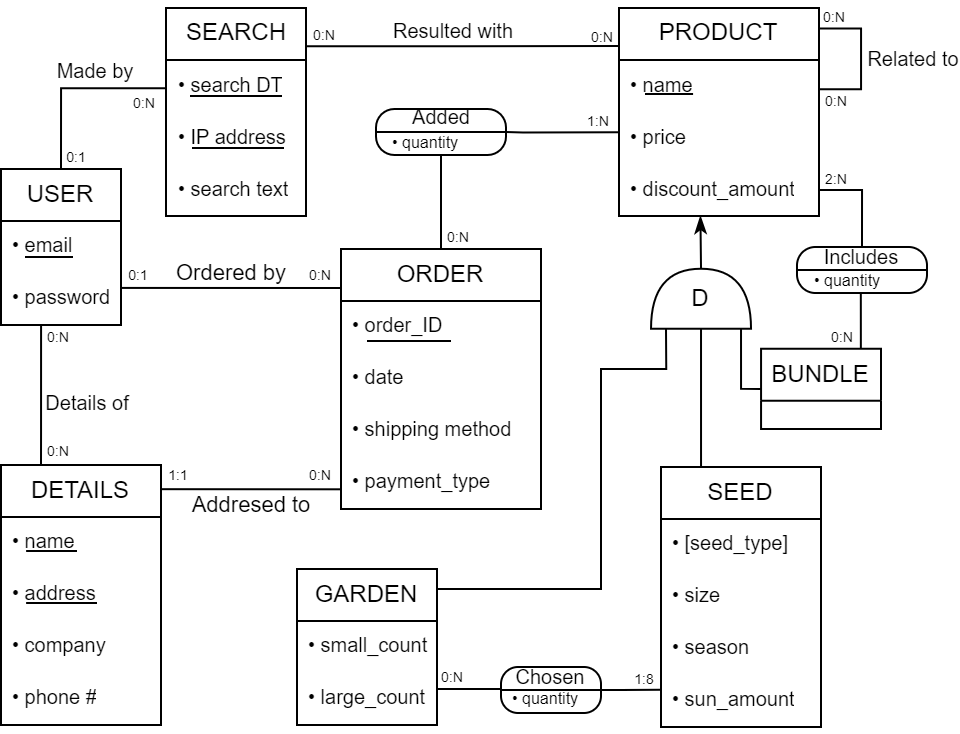 SEARCH
• search DT
• IP address
• search text
0:N
Resulted with
0:N
PRODUCT
• name
• price
• discount_amount
0:N
Related to
0:N
Made by
0:N
0:1
Added
• quantity
1:N
0:N
2:N
Includes
• quantity
0:N
USER
• email
• password
0:1
Ordered by
0:N
ORDER
• order_ID
• date
• shipping method
• payment_type
D
BUNDLE
0:N
Details of
0:N
DETAILS
• name
• address
• company
• phone #
1:1
Addresed to
0:N
SEED
• [seed_type]
• size
• season
• sun_amount
GARDEN
• small_count
• large_count
0:N
Chosen
• quantity
1:8